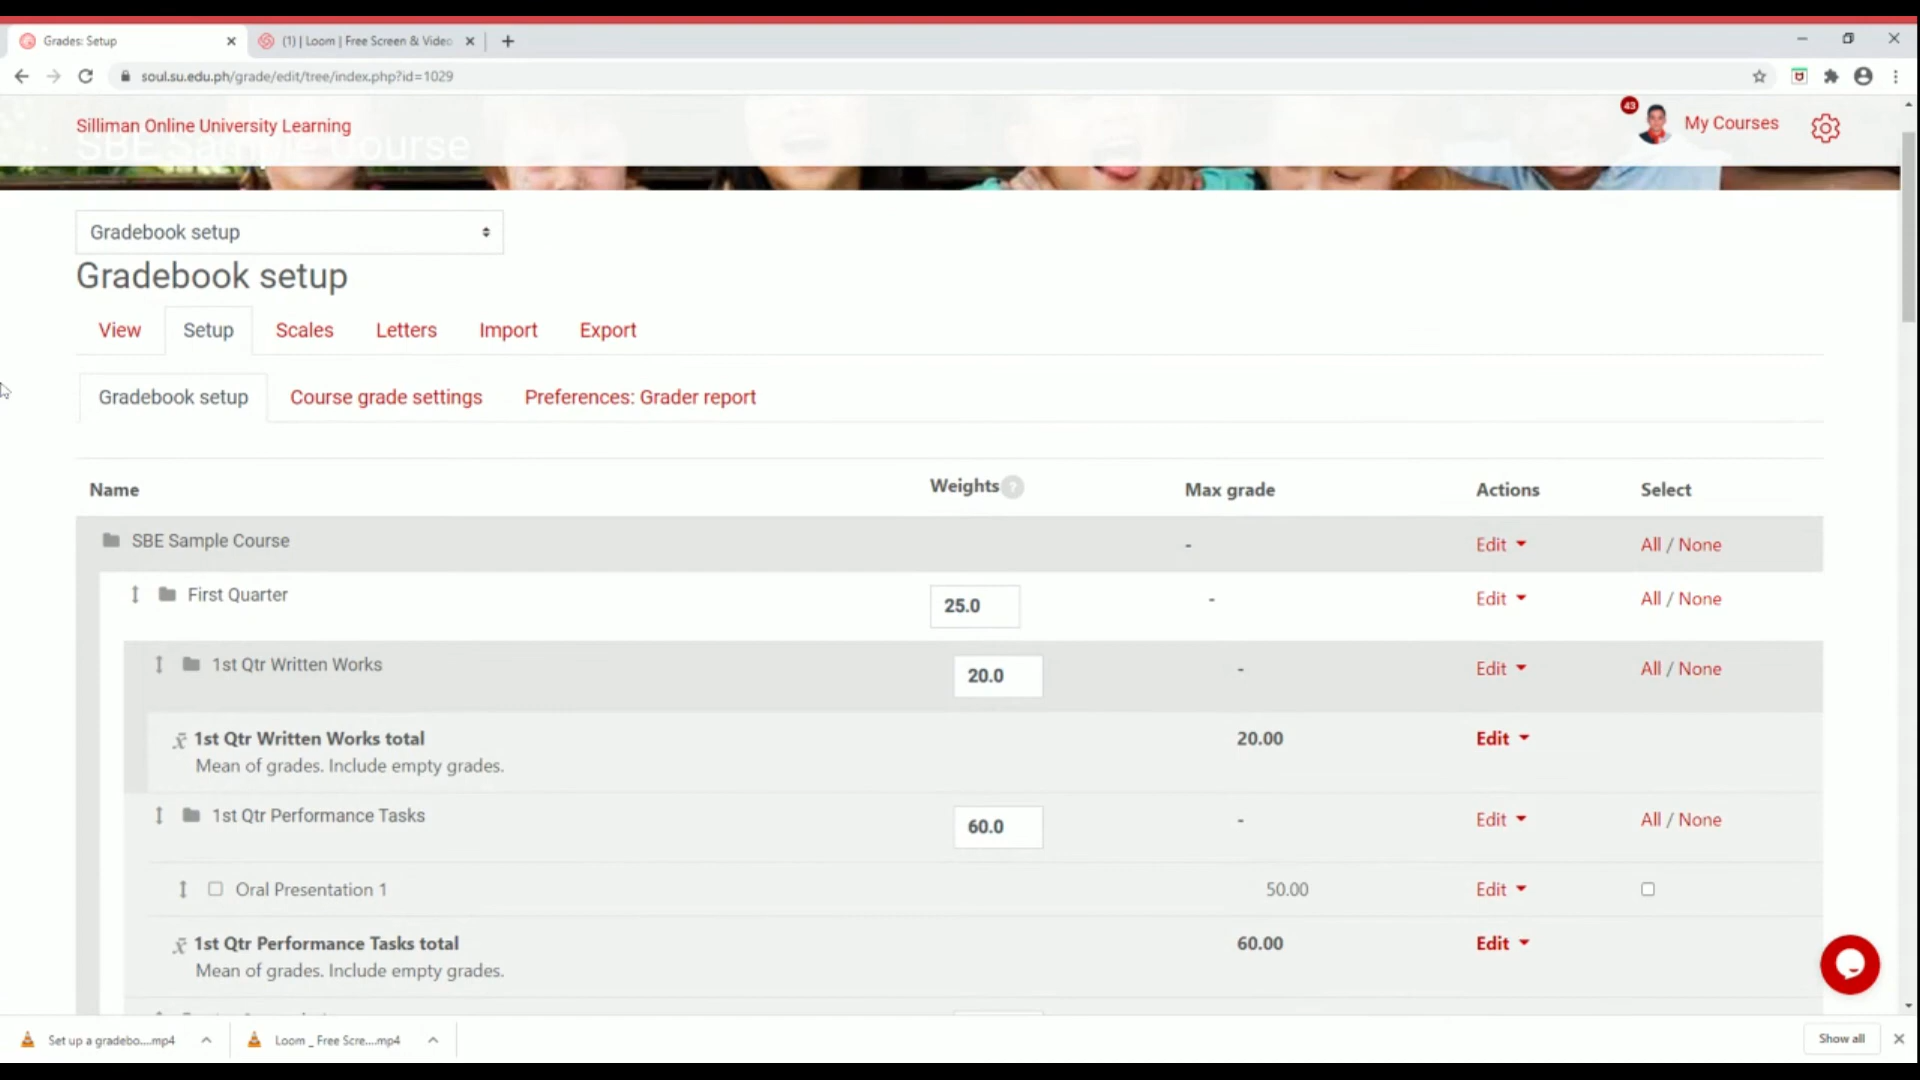 Grades: Setup
(1) | Loom | Free Screen & Video
soul.su.edu.ph/grade/edit/tree/index.php?id=1029
Silliman Online University Learning
SBE Sample Course
43
My Courses
Gradebook setup
Gradebook setup
View Setup Scales Letters Import Export
Gradebook setup Course grade settings Preferences: Grader report
Name Weights ? Max grade Actions Select
SBE Sample Course - Edit All / None
First Quarter 25.0 - Edit All / None
1st Qtr Written Works 20.0 - Edit All / None
x̄ 1st Qtr Written Works total 20.00 Edit
Mean of grades. Include empty grades.
1st Qtr Performance Tasks 60.0 - Edit All / None
Oral Presentation 1 50.00 Edit
x̄ 1st Qtr Performance Tasks total 60.00 Edit
Mean of grades. Include empty grades.
Set up a gradebo....mp4 Loom _ Free Scre....mp4 Show all